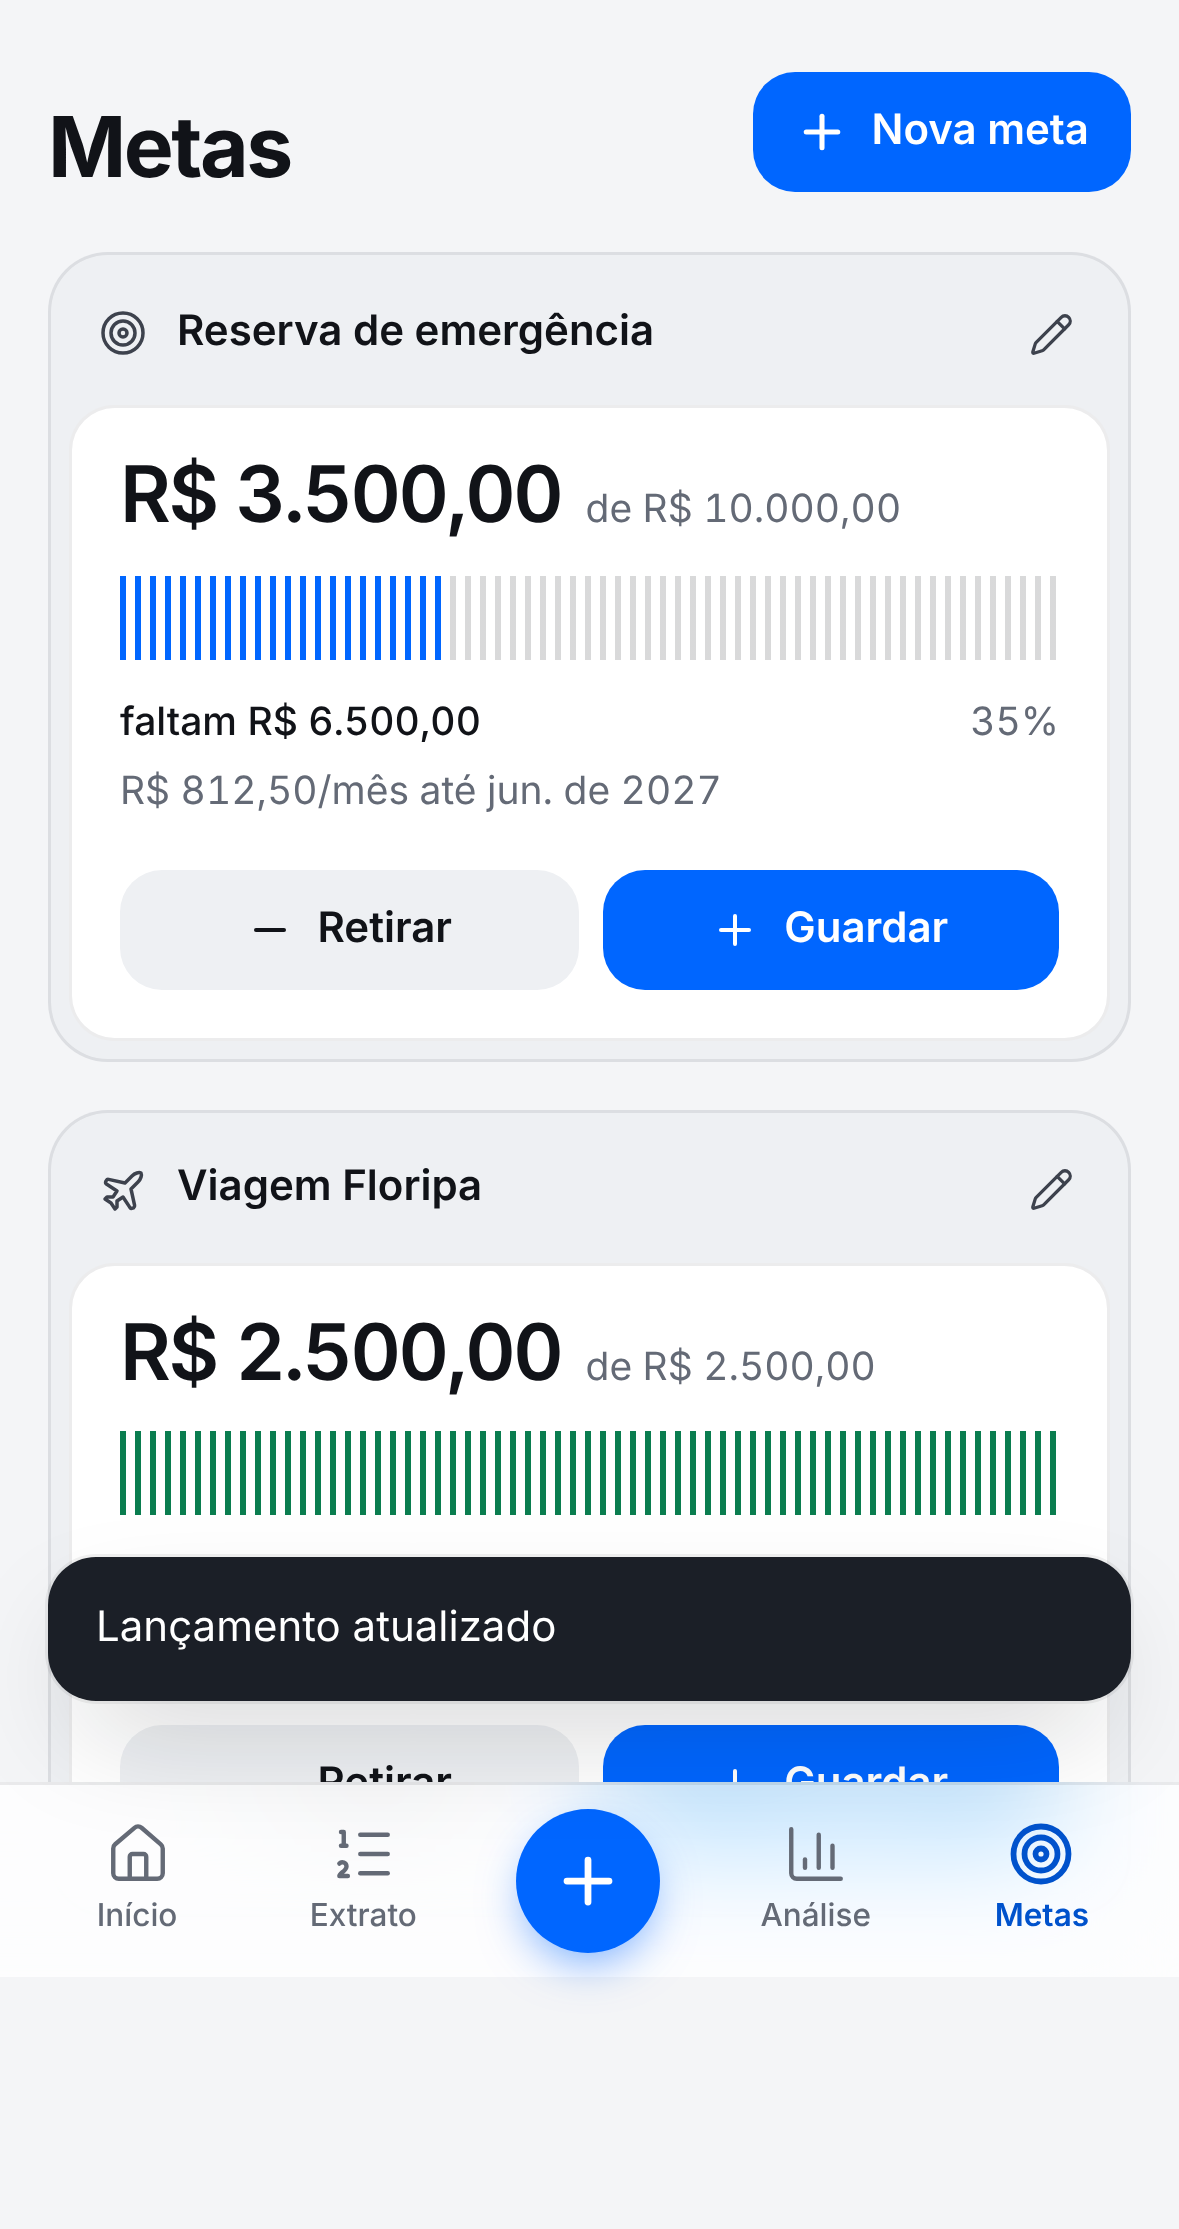 Metas
+ Nova meta
Reserva de emergência
R$ 3.500,00 de R$ 10.000,00
faltam R$ 6.500,00 35%
R$ 812,50/mês até jun. de 2027
Retirar
Guardar
Viagem Floripa
R$ 2.500,00 de R$ 2.500,00
Lançamento atualizado
Retirar
Guardar
Início
Extrato
Análise
Metas